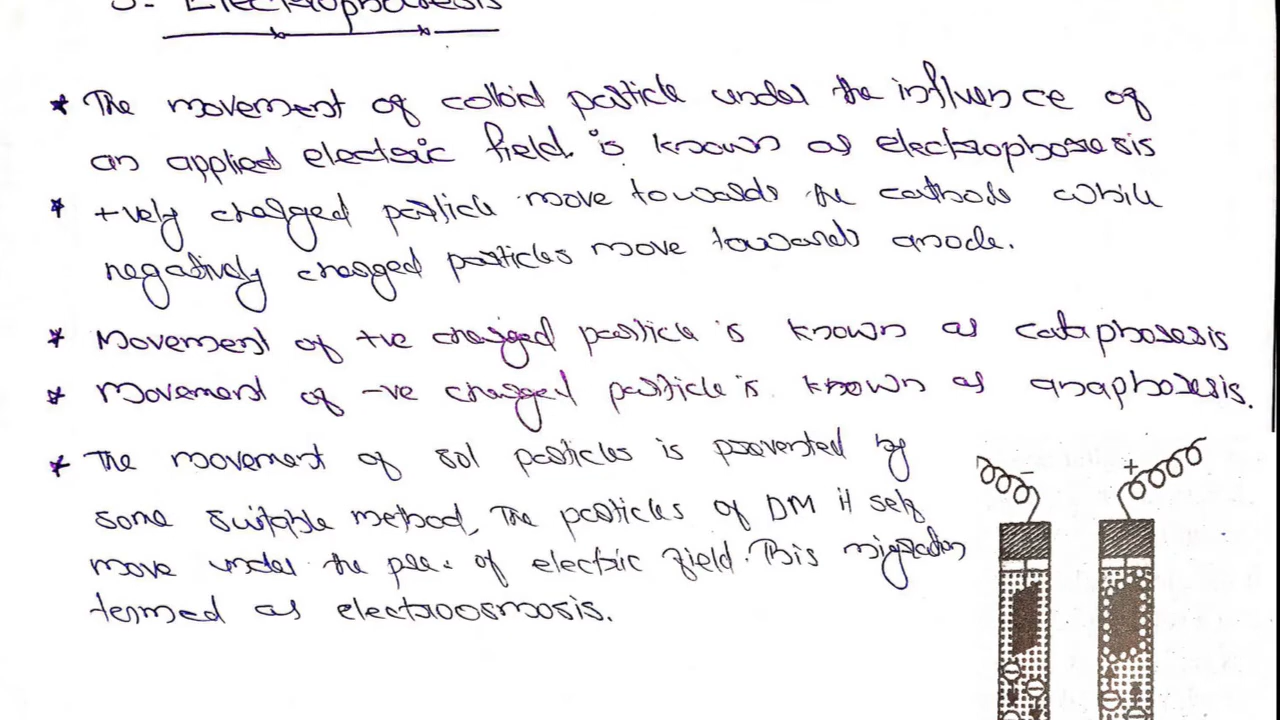 5. Electrophoresis
* The movement of colloid particle under the influence of
an applied electric field. is known as electrophoresis
* +vely charged particle move towards the cathode while
negatively charged particles move towards anode.
* Movement of +ve charged particle is known as cataphoresis
* Movement of -ve charged particle is known as anaphoresis.
* The movement of sol particles is prevented by
some suitable method, The particles of DM it self
move under the of electric field. This migration
termed as electroosmosis.
- +